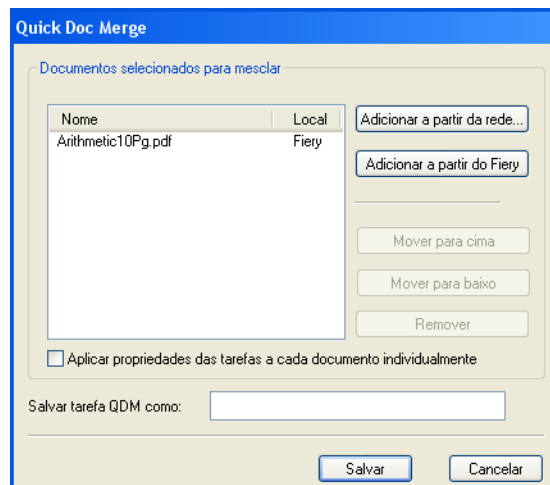 Quick Doc Merge
Documentos selecionados para mesclar
Nome Local
Arithmetic10Pg.pdf Fiery
Adicionar a partir da rede...
Adicionar a partir do Fiery
Mover para cima
Mover para baixo
Remover
Aplicar propriedades das tarefas a cada documento individualmente
Salvar tarefa QDM como:
Salvar Cancelar